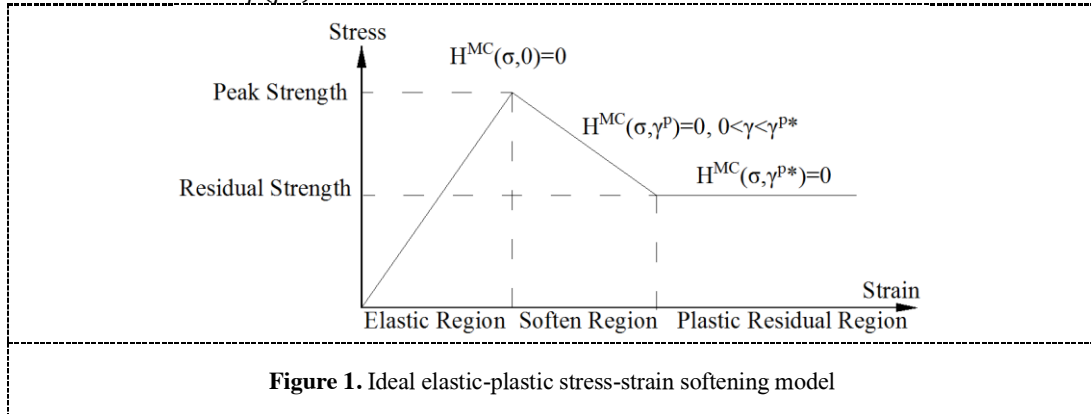 Stress
H^MC(σ,0)=0
Peak Strength
H^MC(σ,γ^p)=0, 0<γ<γ^p*
H^MC(σ,γ^p*)=0
Residual Strength
Strain
Elastic Region Soften Region Plastic Residual Region
Figure 1. Ideal elastic-plastic stress-strain softening model